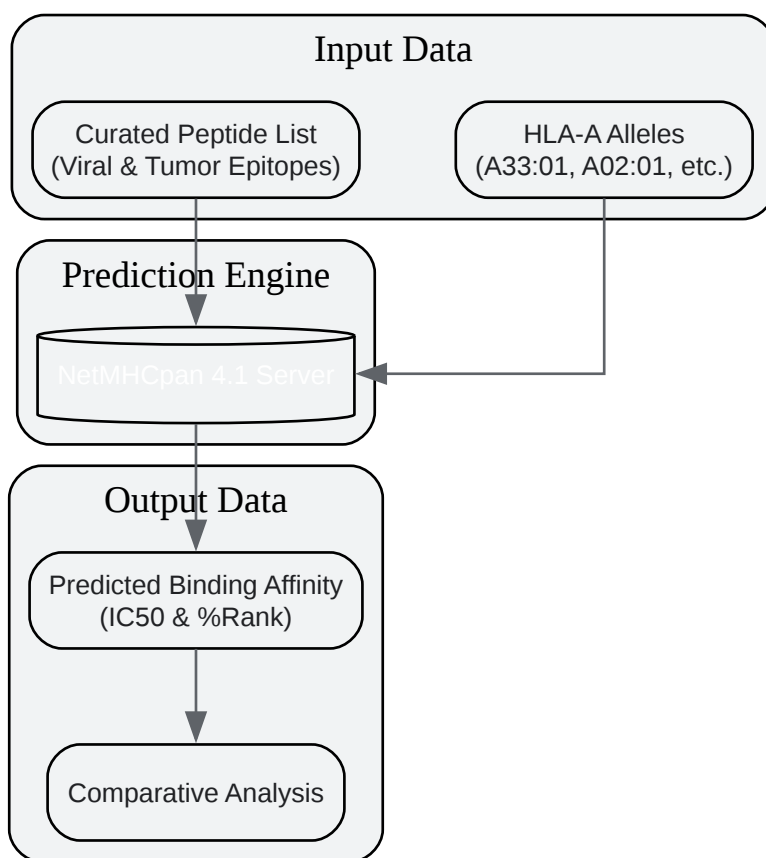 Input Data
Curated Peptide List
(Viral & Tumor Epitopes)
HLA-A Alleles
(A33:01, A02:01, etc.)
Prediction Engine
NetMHCpan 4.1 Server
Output Data
Predicted Binding Affinity
(IC50 & %Rank)
Comparative Analysis